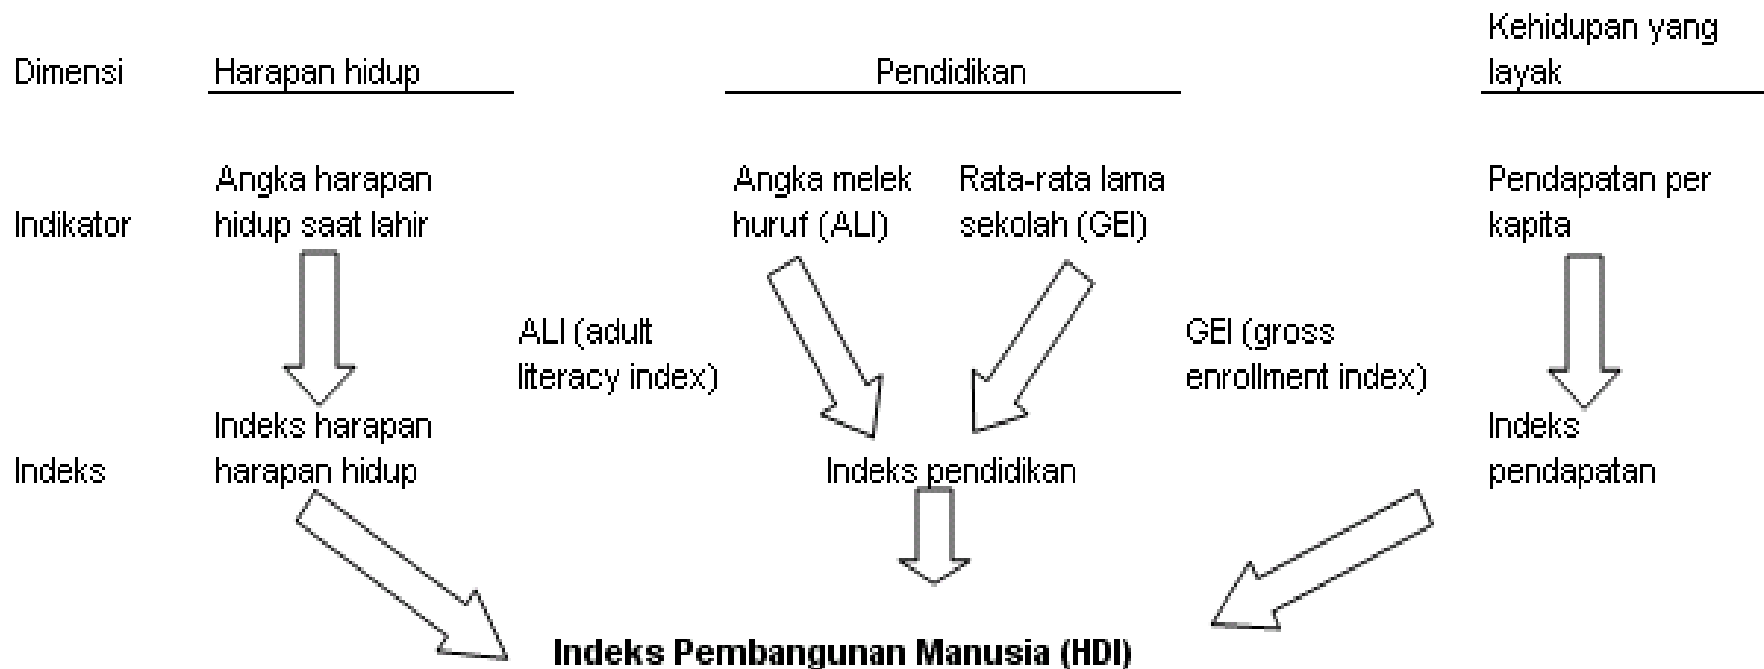 Dimensi
Harapan hidup
Pendidikan
Kehidupan yang
layak
Indikator
Angka harapan
hidup saat lahir
Angka melek
huruf (ALI)
Rata-rata lama
sekolah (GEI)
Pendapatan per
kapita
ALI (adult
literacy index)
GEI (gross
enrollment index)
Indeks
Indeks harapan
harapan hidup
Indeks pendidikan
Indeks
pendapatan
Indeks Pembangunan Manusia (HDI)